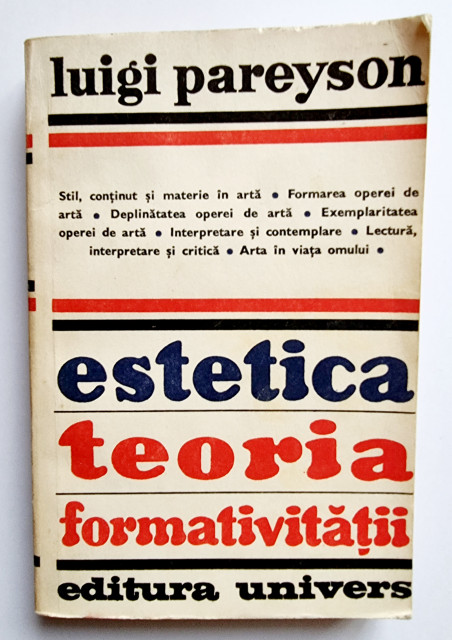 luigi pareyson
Stil, conținut și materie în artă • Formarea operei de
artă • Deplinătatea operei de artă • Exemplaritatea
operei de artă • Interpretare și contemplare • Lectură,
interpretare și critică • Arta în viața omului •
estetica
teoria
formativității
editura univers